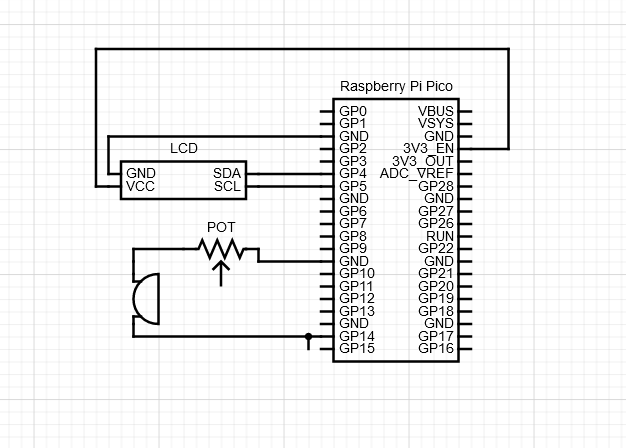 Raspberry Pi Pico
GP0 VBUS
GP1 VSYS
GND GND
GP2 3V3_EN
GP3 3V3_OUT
GP4 ADC_VREF
GP5 GP28
GND GND
GP6 GP27
GP7 GP26
GP8 RUN
GP9 GP22
GND GND
GP10 GP21
GP11 GP20
GP12 GP19
GP13 GP18
GND GND
GP14 GP17
GP15 GP16
LCD
GND SDA
VCC SCL
POT